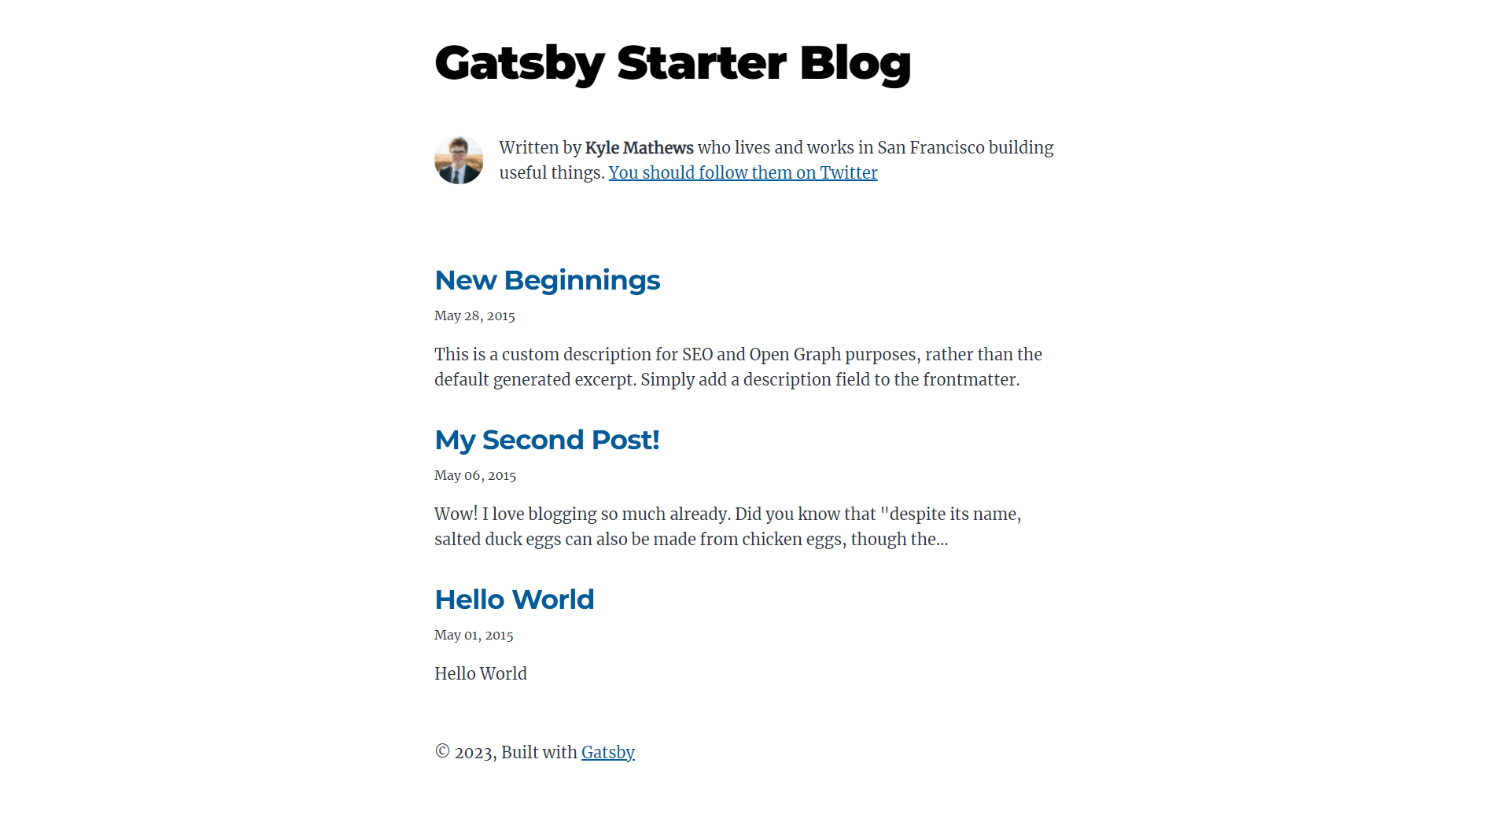 Gatsby Starter Blog
Written by Kyle Mathews who lives and works in San Francisco building
useful things. You should follow them on Twitter
New Beginnings
May 28, 2015
This is a custom description for SEO and Open Graph purposes, rather than the
default generated excerpt. Simply add a description field to the frontmatter.
My Second Post!
May 06, 2015
Wow! I love blogging so much already. Did you know that "despite its name,
salted duck eggs can also be made from chicken eggs, though the…
Hello World
May 01, 2015
Hello World
© 2023, Built with Gatsby